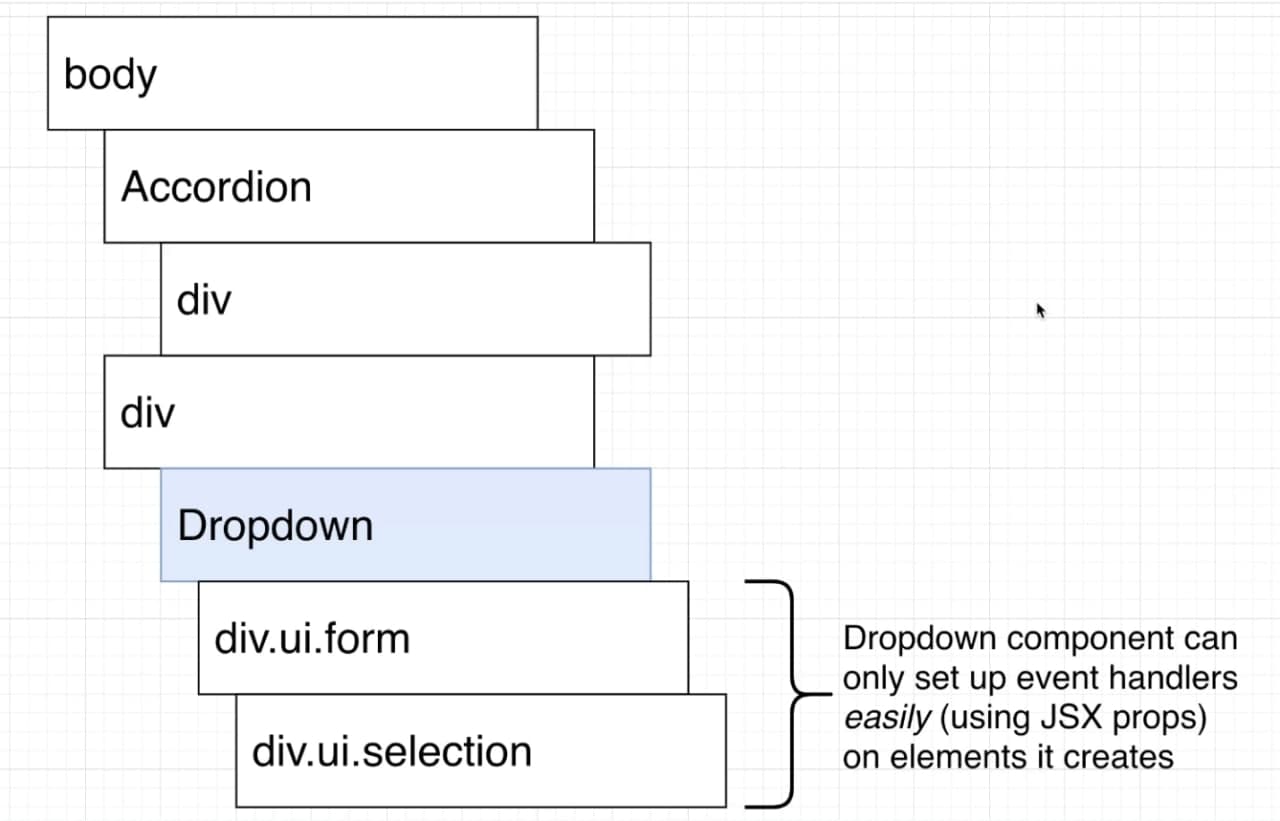 body
Accordion
div
div
Dropdown
div.ui.form
div.ui.selection
Dropdown component can
only set up event handlers
easily (using JSX props)
on elements it creates